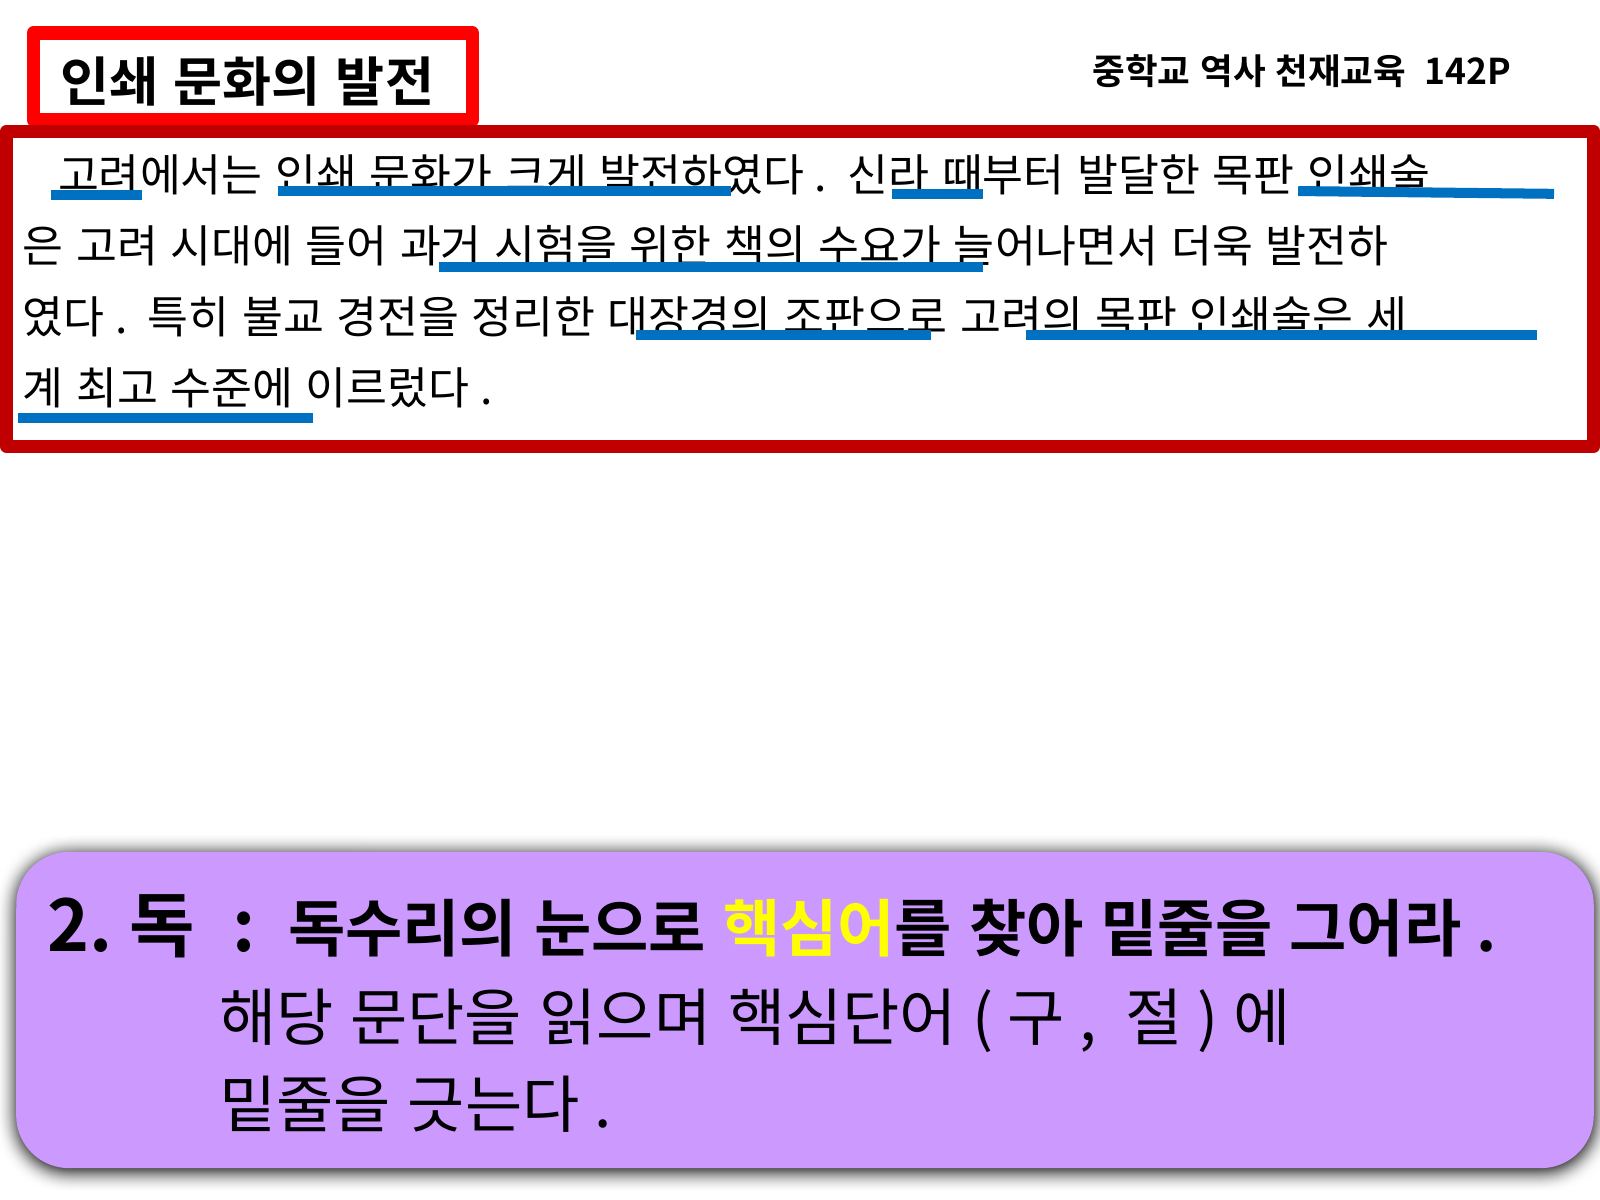 인쇄 문화의 발전
중학교 역사 천재교육 142P
고려에서는 인쇄 문화가 크게 발전하였다 . 신라 때부터 발달한 목판 인쇄술
은 고려 시대에 들어 과거 시험을 위한 책의 수요가 늘어나면서 더욱 발전하
였다 . 특히 불교 경전을 정리한 대장경의 조판으로 고려의 목판 인쇄술은 세
계 최고 수준에 이르렀다 .
2. 독 : 독수리의 눈으로 핵심어를 찾아 밑줄을 그어라 .
해당 문단을 읽으며 핵심단어 ( 구 , 절 ) 에
밑줄을 긋는다 .